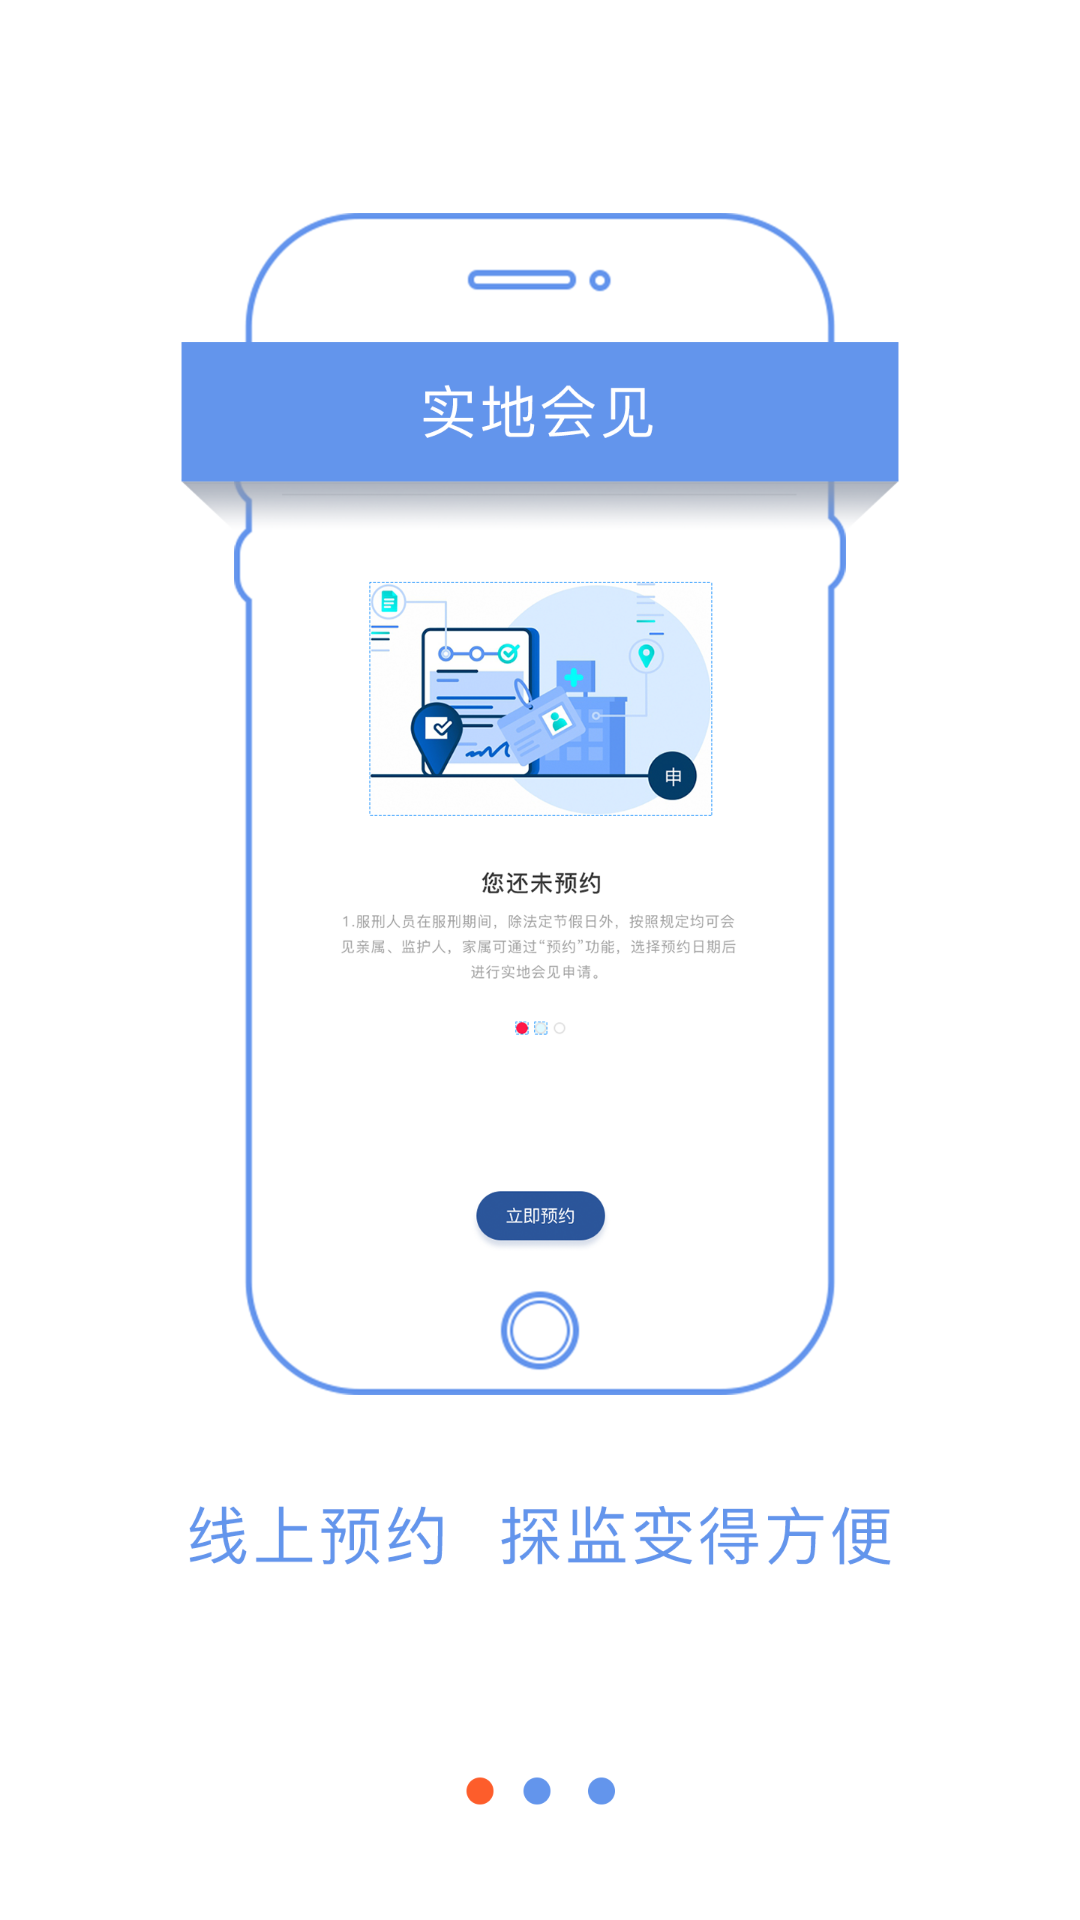 实地会见
申
您还未预约
1.服刑人员在服刑期间，除法定节假日外，按照规定均可会
见亲属、监护人，家属可通过“预约”功能，选择预约日期后
进行实地会见申请。
立即预约
线上预约 探监变得方便